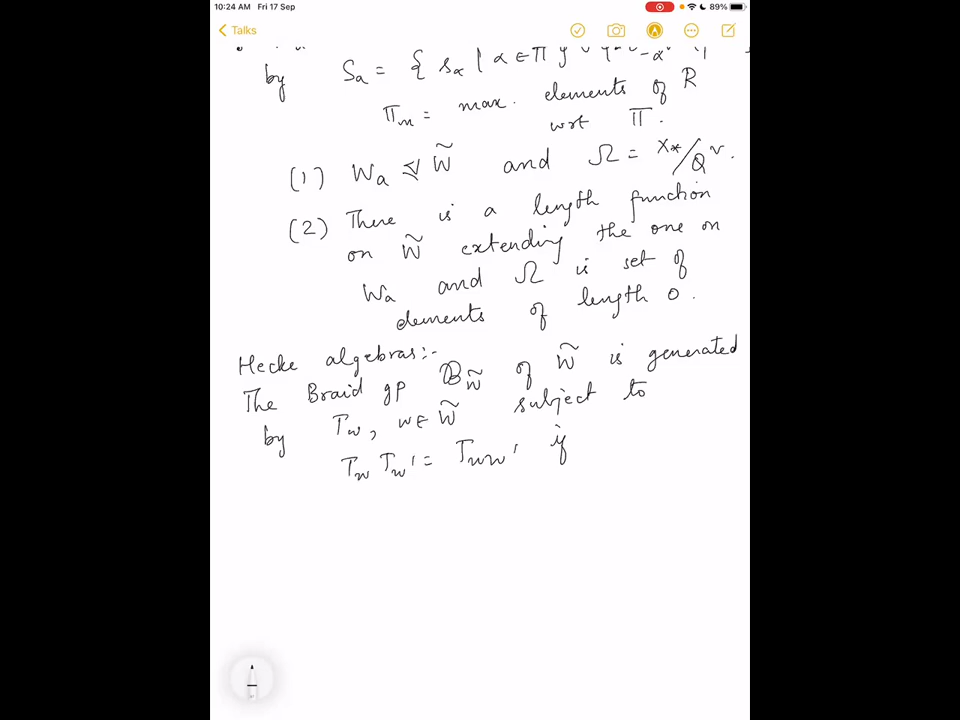 10:24 AM Fri 17 Sep 89%
Talks
by Sa = { sα | α ∈ Π }
Πm = max. elements of R
wrt Π.
(1) Wa ⊴ W̃ and Ω = X*/Qv.
(2) There is a length function
on W̃ extending the one on
Wa and Ω is set of
elements of length 0.
Hecke algebras:-
The Braid gp BW̃ of W̃ is generated
by Tw, w ∈ W̃ subject to
Tw Tw' = Tww' if